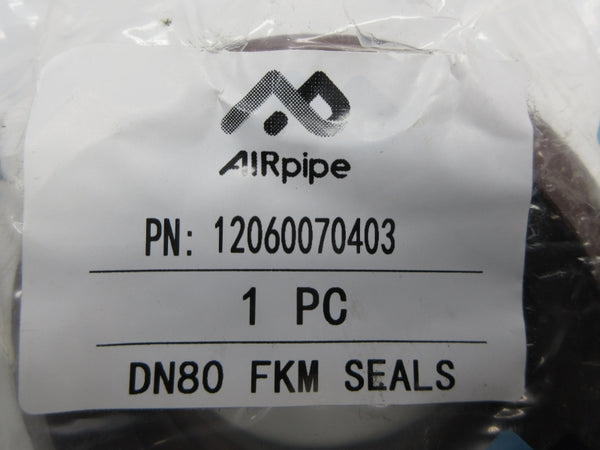 AIRpipe
PN: 12060070403
1 PC
DN80 FKM SEALS